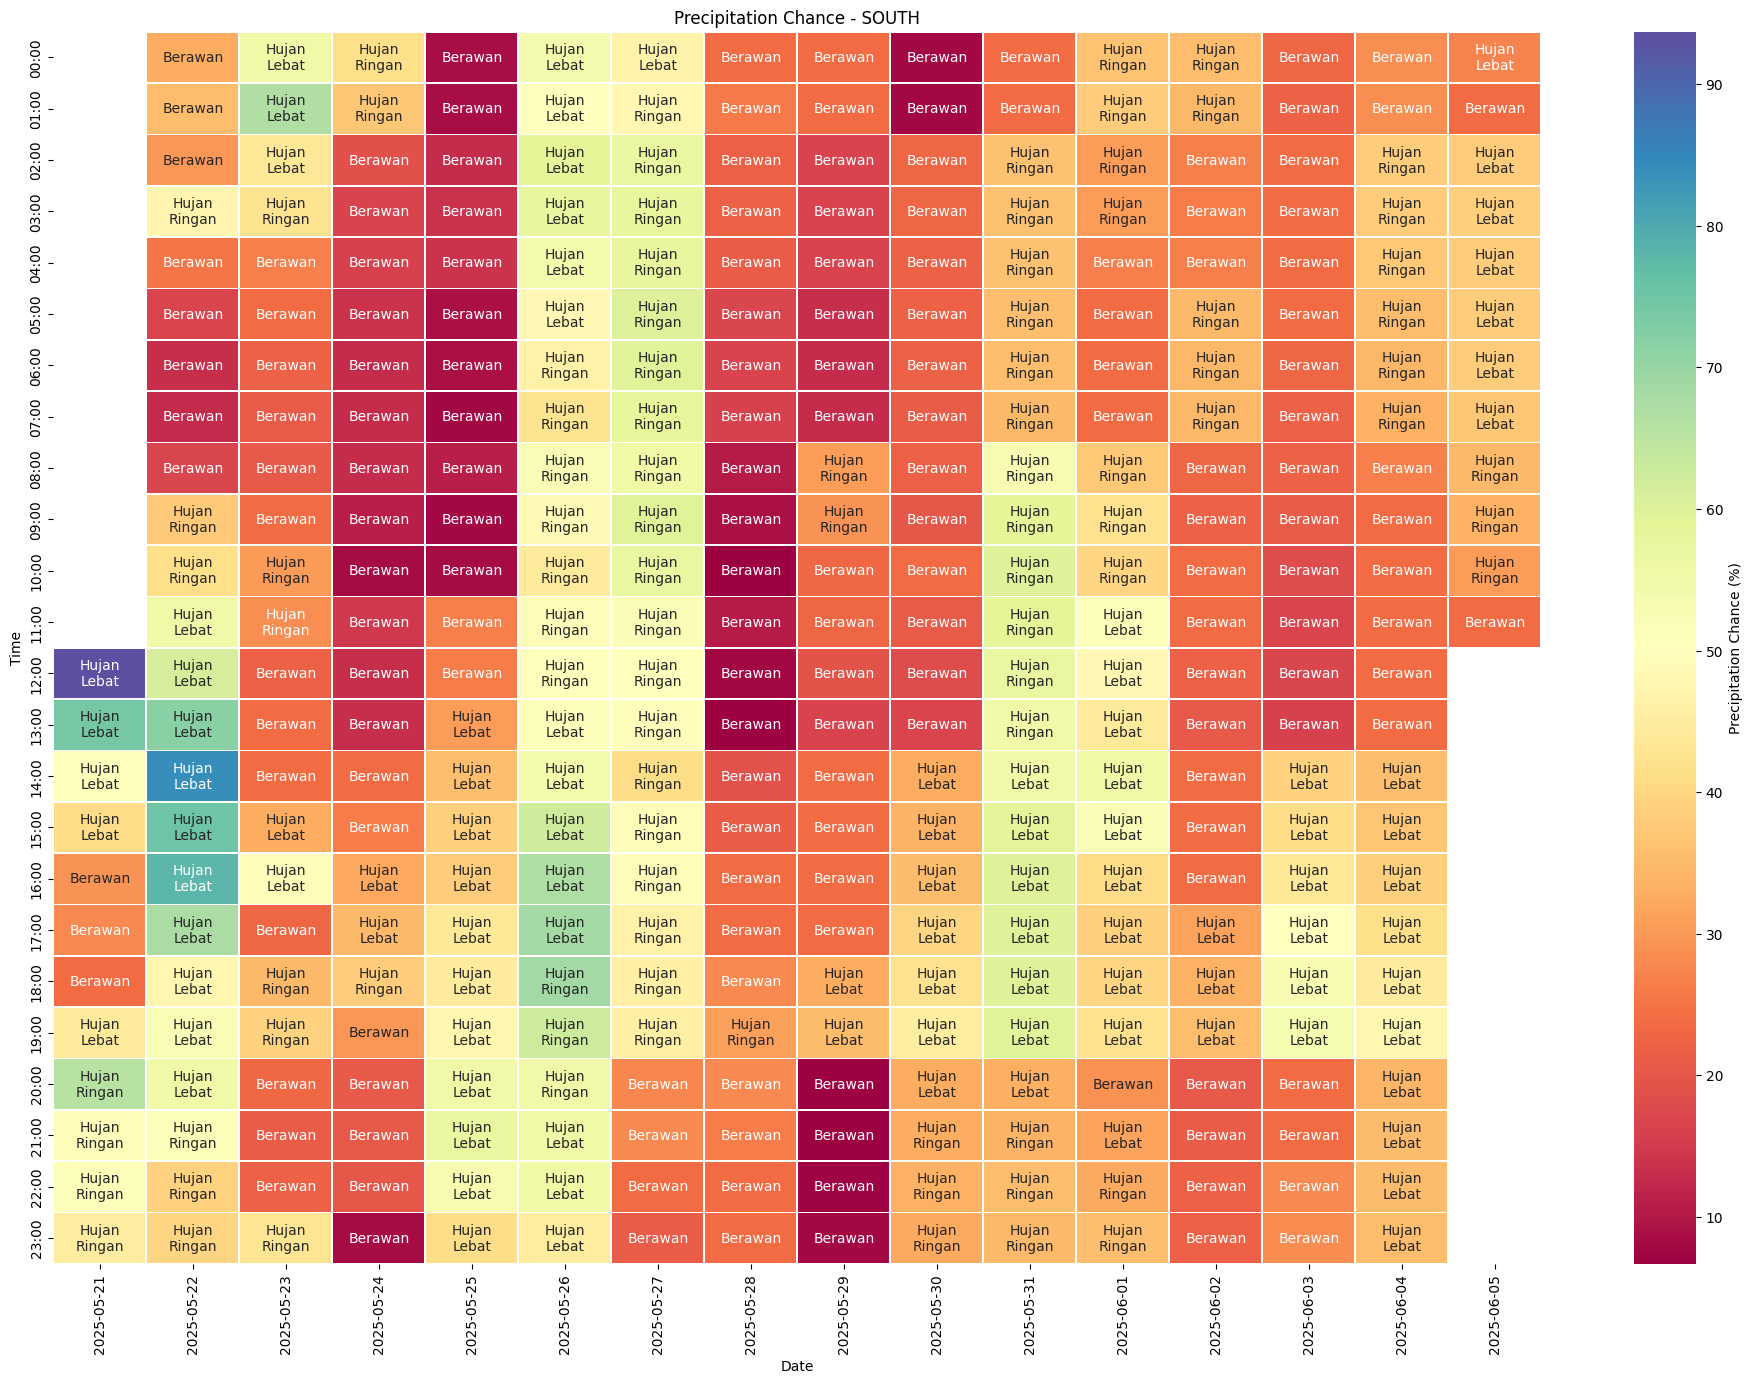 Precipitation Chance - SOUTH
00:00 Berawan Hujan Lebat Hujan Ringan Berawan Hujan Lebat Hujan Lebat Berawan Berawan Berawan Berawan Hujan Ringan Hujan Ringan Berawan Berawan Hujan Lebat
01:00 Berawan Hujan Lebat Hujan Ringan Berawan Hujan Lebat Hujan Ringan Berawan Berawan Berawan Berawan Hujan Ringan Hujan Ringan Berawan Berawan Berawan
02:00 Berawan Hujan Lebat Berawan Berawan Hujan Lebat Hujan Ringan Berawan Berawan Berawan Hujan Ringan Hujan Ringan Berawan Berawan Hujan Ringan Hujan Lebat
03:00 Hujan Ringan Hujan Ringan Berawan Berawan Hujan Lebat Hujan Ringan Berawan Berawan Berawan Hujan Ringan Hujan Ringan Berawan Berawan Hujan Ringan Hujan Lebat
04:00 Berawan Berawan Berawan Berawan Hujan Lebat Hujan Ringan Berawan Berawan Berawan Hujan Ringan Berawan Berawan Berawan Hujan Ringan Hujan Lebat
05:00 Berawan Berawan Berawan Berawan Hujan Lebat Hujan Ringan Berawan Berawan Berawan Hujan Ringan Berawan Hujan Ringan Berawan Hujan Ringan Hujan Lebat
06:00 Berawan Berawan Berawan Berawan Hujan Ringan Hujan Ringan Berawan Berawan Berawan Hujan Ringan Berawan Hujan Ringan Berawan Hujan Ringan Hujan Lebat
07:00 Berawan Berawan Berawan Berawan Hujan Ringan Hujan Ringan Berawan Berawan Berawan Hujan Ringan Berawan Hujan Ringan Berawan Hujan Ringan Hujan Lebat
08:00 Berawan Berawan Berawan Berawan Hujan Ringan Hujan Ringan Berawan Hujan Ringan Berawan Hujan Ringan Hujan Ringan Berawan Berawan Berawan Hujan Ringan
09:00 Hujan Ringan Berawan Berawan Berawan Hujan Ringan Hujan Ringan Berawan Hujan Ringan Berawan Hujan Ringan Hujan Ringan Berawan Berawan Berawan Hujan Ringan
10:00 Hujan Ringan Hujan Ringan Berawan Berawan Hujan Ringan Hujan Ringan Berawan Berawan Berawan Hujan Ringan Hujan Ringan Berawan Berawan Berawan Hujan Ringan
11:00 Hujan Lebat Hujan Ringan Berawan Berawan Hujan Ringan Hujan Ringan Berawan Berawan Berawan Hujan Ringan Hujan Lebat Berawan Berawan Berawan Berawan
12:00 Hujan Lebat Hujan Lebat Berawan Berawan Berawan Hujan Ringan Hujan Ringan Berawan Berawan Berawan Hujan Ringan Hujan Lebat Berawan Berawan Berawan
13:00 Hujan Lebat Hujan Lebat Berawan Berawan Hujan Lebat Hujan Lebat Hujan Ringan Berawan Berawan Berawan Hujan Ringan Hujan Lebat Berawan Berawan Berawan
14:00 Hujan Lebat Hujan Lebat Berawan Berawan Hujan Lebat Hujan Lebat Hujan Ringan Berawan Berawan Hujan Lebat Hujan Lebat Hujan Lebat Berawan Hujan Lebat Hujan Lebat
15:00 Hujan Lebat Hujan Lebat Hujan Lebat Berawan Hujan Lebat Hujan Lebat Hujan Ringan Berawan Berawan Hujan Lebat Hujan Lebat Hujan Lebat Berawan Hujan Lebat Hujan Lebat
16:00 Berawan Hujan Lebat Hujan Lebat Hujan Lebat Hujan Lebat Hujan Lebat Hujan Ringan Berawan Berawan Hujan Lebat Hujan Lebat Hujan Lebat Berawan Hujan Lebat Hujan Lebat
17:00 Berawan Hujan Lebat Berawan Hujan Lebat Hujan Lebat Hujan Lebat Hujan Ringan Berawan Berawan Hujan Lebat Hujan Lebat Hujan Lebat Hujan Lebat Hujan Lebat Hujan Lebat
18:00 Berawan Hujan Lebat Hujan Ringan Hujan Ringan Hujan Lebat Hujan Ringan Hujan Ringan Berawan Hujan Lebat Hujan Lebat Hujan Lebat Hujan Lebat Hujan Lebat Hujan Lebat Hujan Lebat
19:00 Hujan Lebat Hujan Lebat Hujan Ringan Berawan Hujan Lebat Hujan Ringan Hujan Ringan Hujan Ringan Hujan Lebat Hujan Lebat Hujan Lebat Hujan Lebat Hujan Lebat Hujan Lebat Hujan Lebat
20:00 Hujan Ringan Hujan Lebat Berawan Berawan Hujan Lebat Hujan Ringan Berawan Berawan Berawan Hujan Lebat Hujan Lebat Berawan Berawan Berawan Hujan Lebat
21:00 Hujan Ringan Hujan Ringan Berawan Berawan Hujan Lebat Hujan Lebat Berawan Berawan Berawan Hujan Ringan Hujan Ringan Hujan Lebat Berawan Berawan Hujan Lebat
22:00 Hujan Ringan Hujan Ringan Berawan Berawan Hujan Lebat Hujan Lebat Berawan Berawan Berawan Hujan Ringan Hujan Ringan Hujan Ringan Berawan Berawan Hujan Lebat
23:00 Hujan Ringan Hujan Ringan Hujan Ringan Berawan Hujan Lebat Hujan Lebat Berawan Berawan Berawan Hujan Ringan Hujan Ringan Hujan Ringan Berawan Berawan Hujan Lebat
Time
2025-05-21 2025-05-22 2025-05-23 2025-05-24 2025-05-25 2025-05-26 2025-05-27 2025-05-28 2025-05-29 2025-05-30 2025-05-31 2025-06-01 2025-06-02 2025-06-03 2025-06-04 2025-06-05
Date
90
80
70
60
50
40
30
20
10
Precipitation Chance (%)